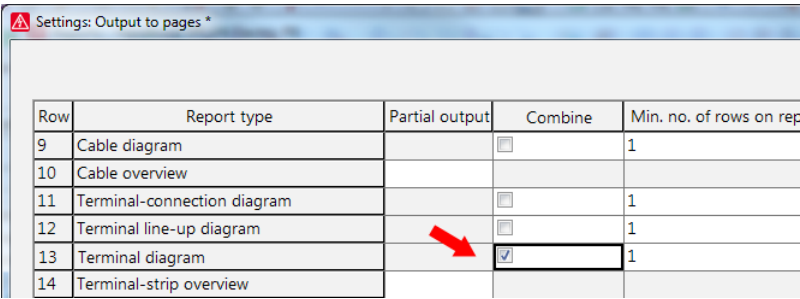 Settings: Output to pages *
Row Report type Partial output Combine Min. no. of rows on rep
9 Cable diagram 1
10 Cable overview
11 Terminal-connection diagram 1
12 Terminal line-up diagram 1
13 Terminal diagram 1
14 Terminal-strip overview